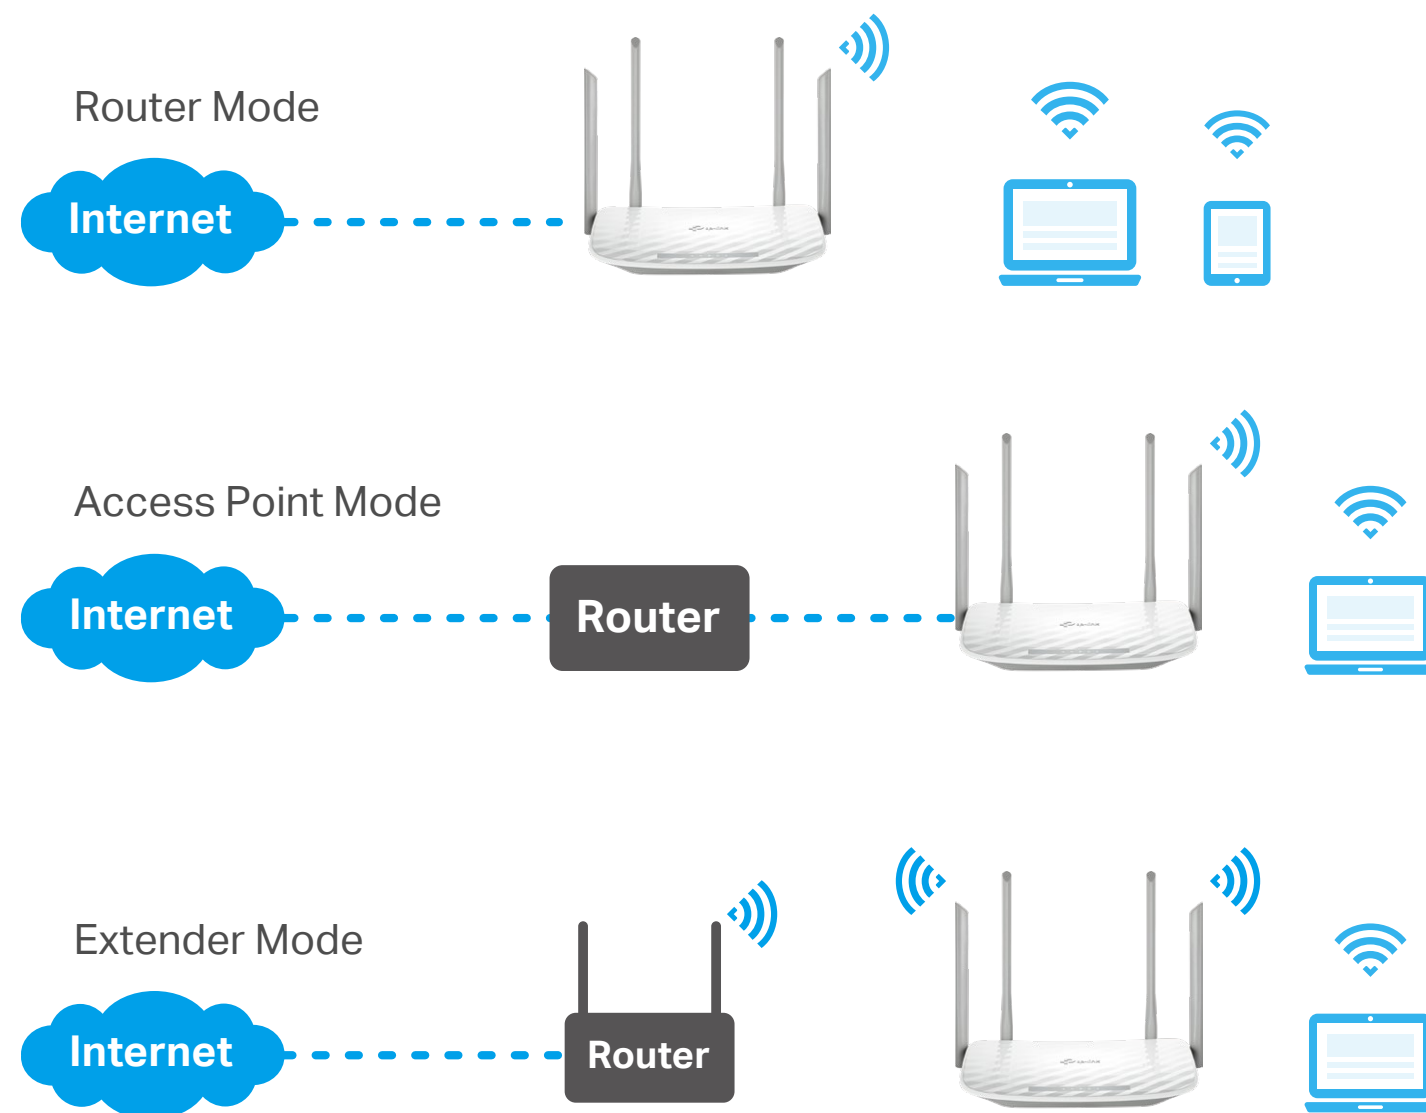 Router Mode
Internet
Access Point Mode
Internet
Router
Extender Mode
Internet
Router